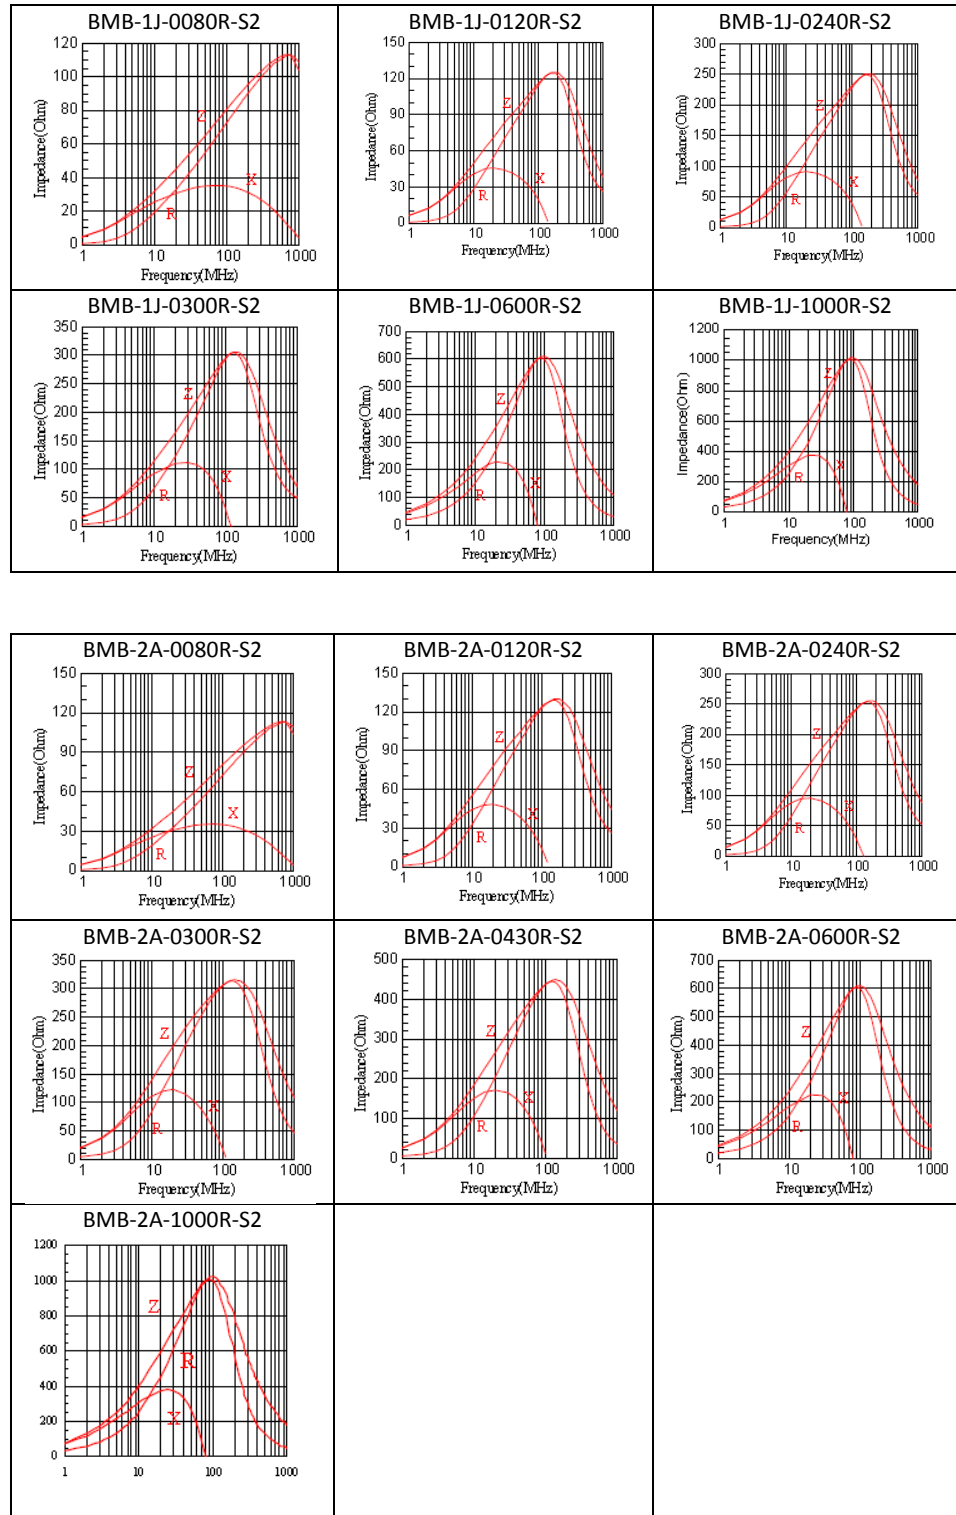 BMB-1J-0080R-S2
120
100
80
60
40
20
0
Impedance(Ohm)
Z
X
R
1 10 100 1000
Frequency(MHz)
BMB-1J-0120R-S2
150
120
90
60
30
0
Impedance(Ohm)
Z
X
R
1 10 100 1000
Frequency(MHz)
BMB-1J-0240R-S2
300
250
200
150
100
50
0
Impedance(Ohm)
Z
X
R
1 10 100 1000
Frequency(MHz)
BMB-1J-0300R-S2
350
300
250
200
150
100
50
0
Impedance(Ohm)
Z
X
R
1 10 100 1000
Frequency(MHz)
BMB-1J-0600R-S2
700
600
500
400
300
200
100
0
Impedance(Ohm)
Z
X
R
1 10 100 1000
Frequency(MHz)
BMB-1J-1000R-S2
1200
1000
800
600
400
200
0
Impedance(Ohm)
Z
X
R
1 10 100 1000
Frequency(MHz)
BMB-2A-0080R-S2
150
120
90
60
30
0
Impedance(Ohm)
Z
X
R
1 10 100 1000
Frequency(MHz)
BMB-2A-0120R-S2
150
120
90
60
30
0
Impedance(Ohm)
Z
X
R
1 10 100 1000
Frequency(MHz)
BMB-2A-0240R-S2
300
250
200
150
100
50
0
Impedance(Ohm)
Z
X
R
1 10 100 1000
Frequency(MHz)
BMB-2A-0300R-S2
350
300
250
200
150
100
50
0
Impedance(Ohm)
Z
X
R
1 10 100 1000
Frequency(MHz)
BMB-2A-0430R-S2
500
400
300
200
100
0
Impedance(Ohm)
Z
X
R
1 10 100 1000
Frequency(MHz)
BMB-2A-0600R-S2
700
600
500
400
300
200
100
0
Impedance(Ohm)
Z
X
R
1 10 100 1000
Frequency(MHz)
BMB-2A-1000R-S2
1200
1000
800
600
400
200
0
Z
R
X
1 10 100 1000